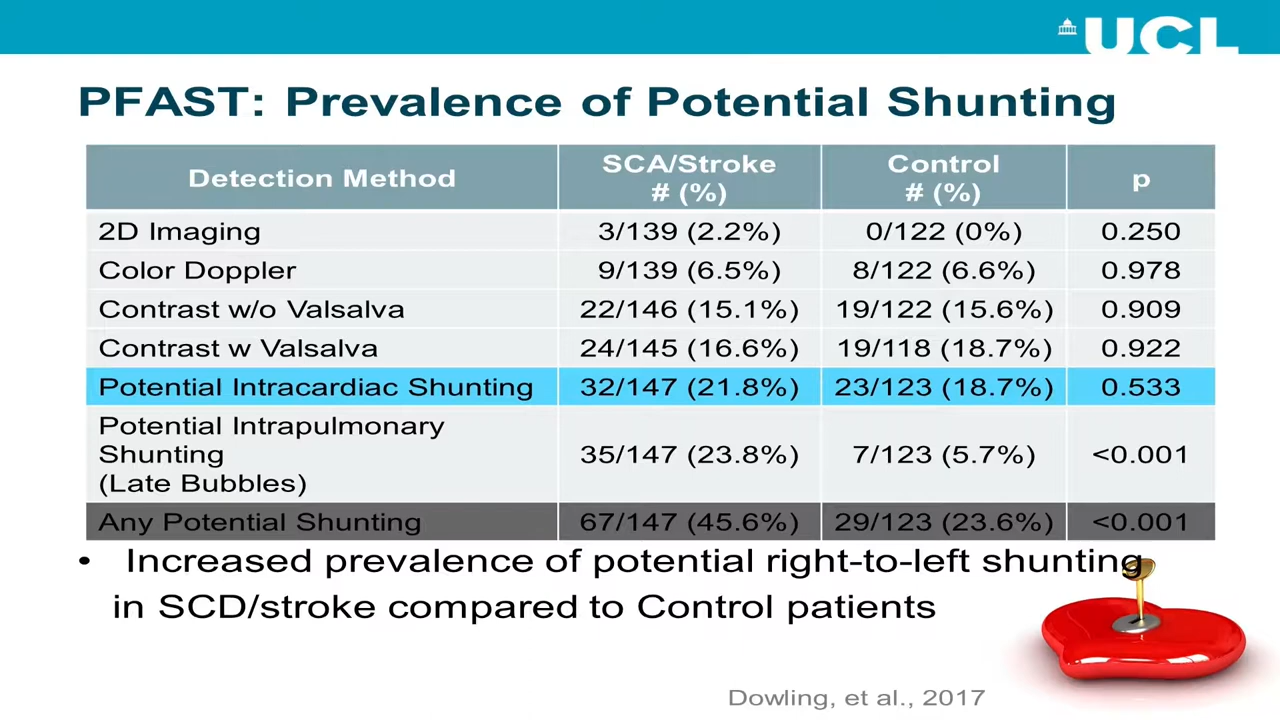 UCL
PFAST: Prevalence of Potential Shunting
Detection Method SCA/Stroke # (%) Control # (%) p
2D Imaging 3/139 (2.2%) 0/122 (0%) 0.250
Color Doppler 9/139 (6.5%) 8/122 (6.6%) 0.978
Contrast w/o Valsalva 22/146 (15.1%) 19/122 (15.6%) 0.909
Contrast w Valsalva 24/145 (16.6%) 19/118 (18.7%) 0.922
Potential Intracardiac Shunting 32/147 (21.8%) 23/123 (18.7%) 0.533
Potential Intrapulmonary
Shunting 35/147 (23.8%) 7/123 (5.7%) <0.001
(Late Bubbles)
Any Potential Shunting 67/147 (45.6%) 29/123 (23.6%) <0.001
• Increased prevalence of potential right-to-left shunting
in SCD/stroke compared to Control patients
Dowling, et al., 2017